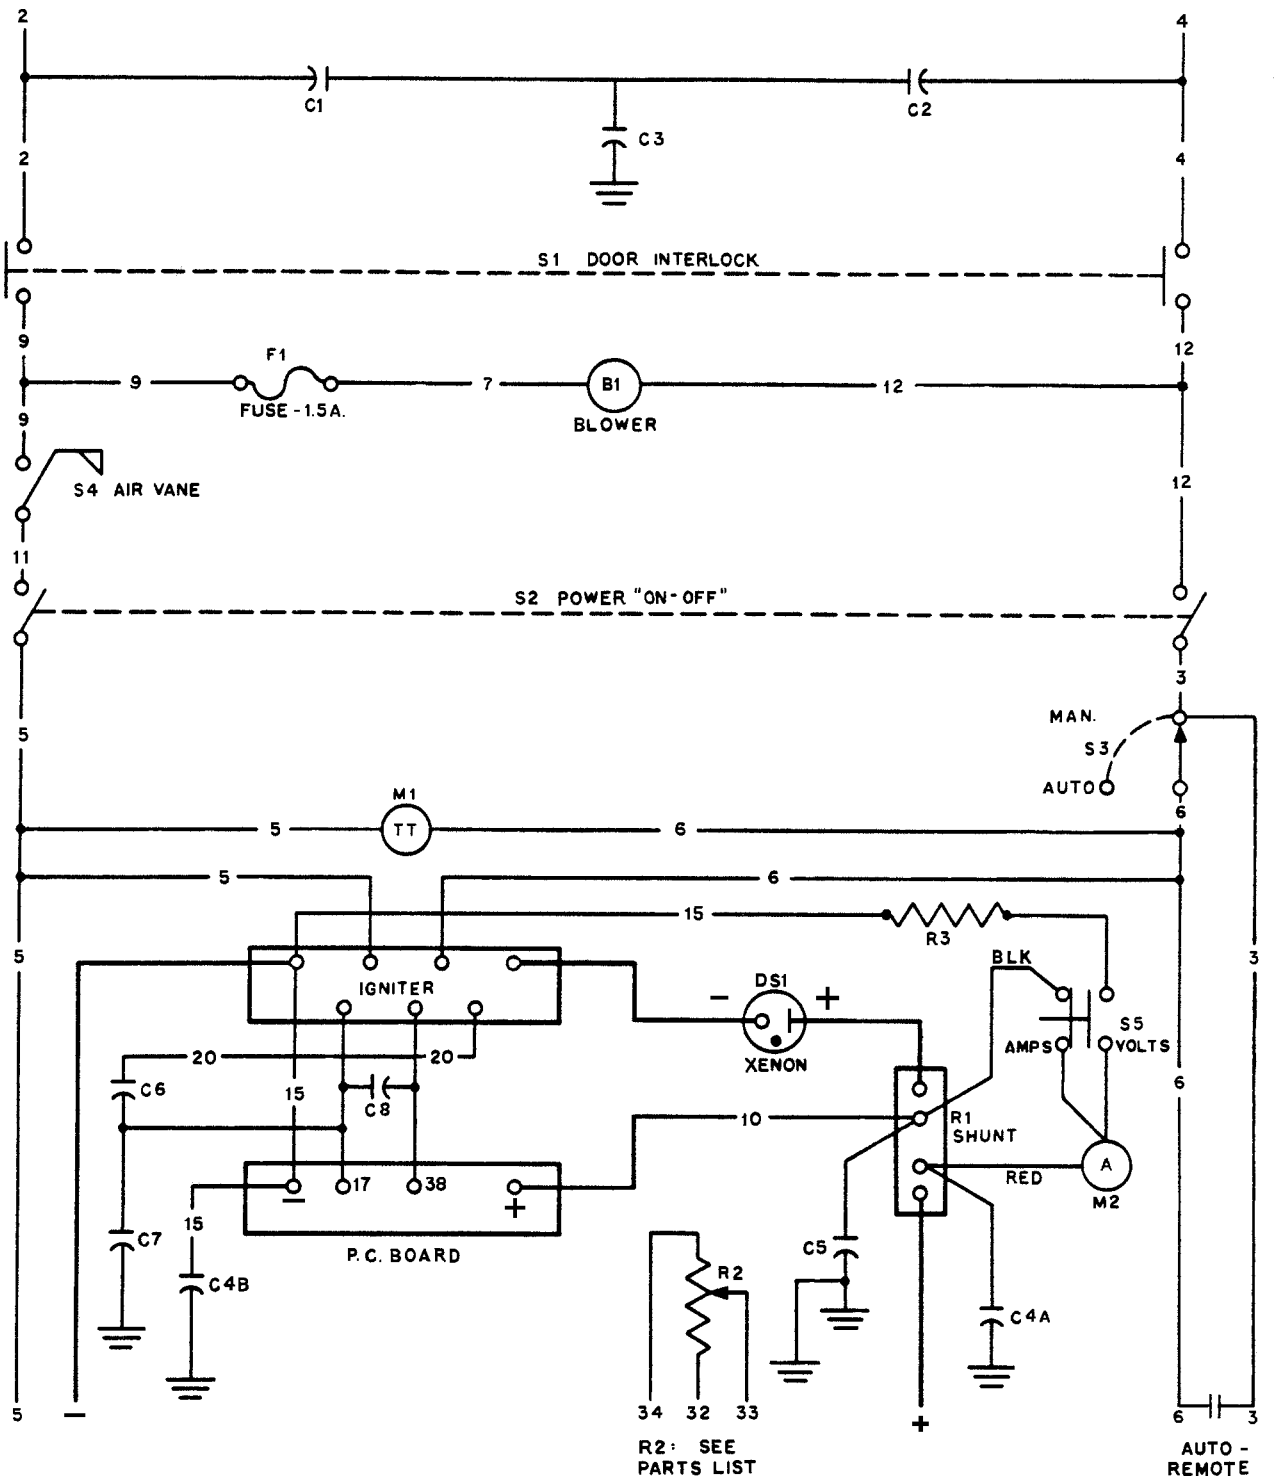 2 4
C1 C2
C3
2 4
S1 DOOR INTERLOCK
9 12
F1
9 7 B1 12
FUSE - 1.5A.
BLOWER
9
S4 AIR VANE
12
11
S2 POWER "ON-OFF"
3
MAN.
5
S3
AUTO
6
M1
5 TT 6
5 6
15
R3
5 BLK 3
IGNITER
DS1
- +
S5
AMPS VOLTS
20 20
XENON
C6 15 C8
6
10 R1
SHUNT
A
RED
17 38
- +
M2
15
C7
P.C. BOARD
C5
C4B
R2
C4A
5 - 34 32 33 + 6 3
R2: SEE
PARTS LIST
AUTO -
REMOTE